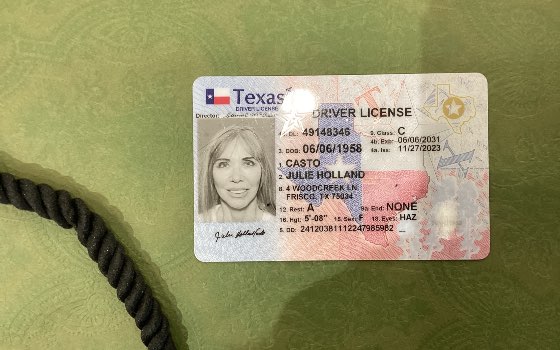 Texas
DRIVER LICENSE
Director:
DRIVER LICENSE
4d. DL: 49148346 9. Class: C
4b. Exp: 06/06/2031
3. DOB: 06/06/1958 4a. Iss: 11/27/2023
1. CASTO
2. JULIE HOLLAND
8. 4 WOODCREEK LN
FRISCO, TX 75034
12. Rest: A 9a. End: NONE
16. Hgt: 5'-08" 15. Sex: F 18. Eyes: HAZ
5. DD: 24120381112247985982
Julie Holland